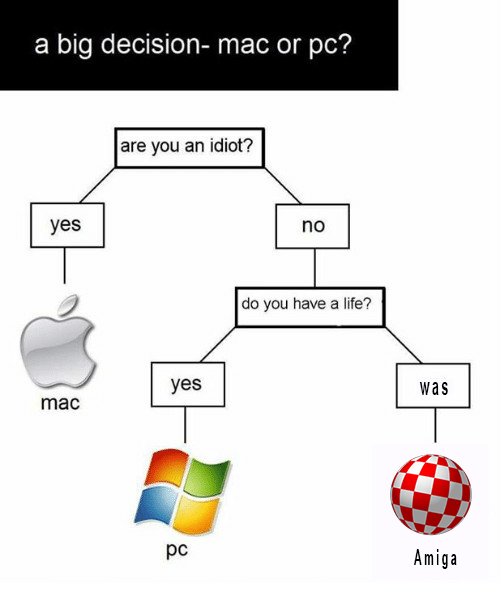 a big decision- mac or pc?
are you an idiot?
yes
no
do you have a life?
mac
yes
was
pc
Amiga